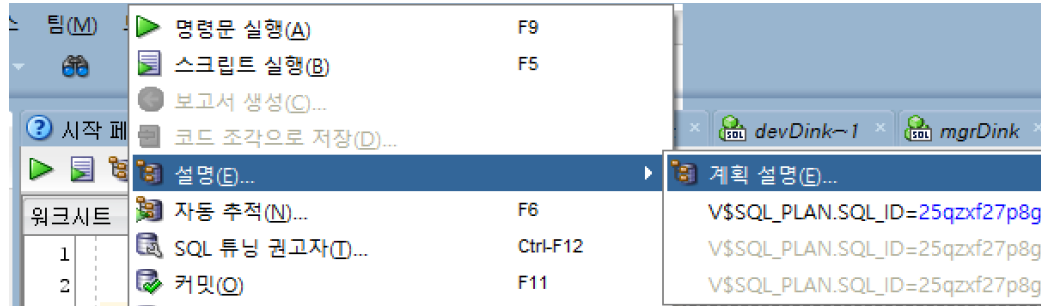 팀(M)
명령문 실행(A) F9
스크립트 실행(B) F5
보고서 생성(C)...
시작 페
코드 조각으로 저장(D)...
devDink~1
mgrDink
설명(E)...
계획 설명(E)...
워크시트
자동 추적(N)... F6
V$SQL_PLAN.SQL_ID=25qzxf27p8g
1
SQL 튜닝 권고자(T)... Ctrl-F12
V$SQL_PLAN.SQL_ID=25qzxf27p8g
2
커밋(O) F11
V$SQL_PLAN.SQL_ID=25qzxf27p8g